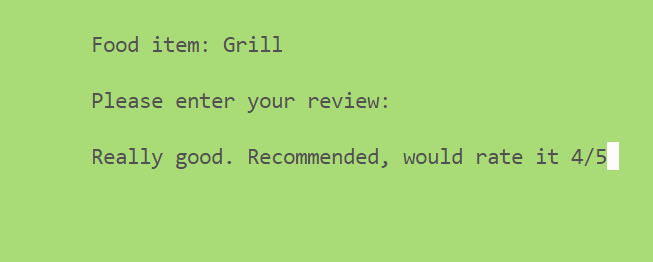 Food item: Grill
Please enter your review:
Really good. Recommended, would rate it 4/5